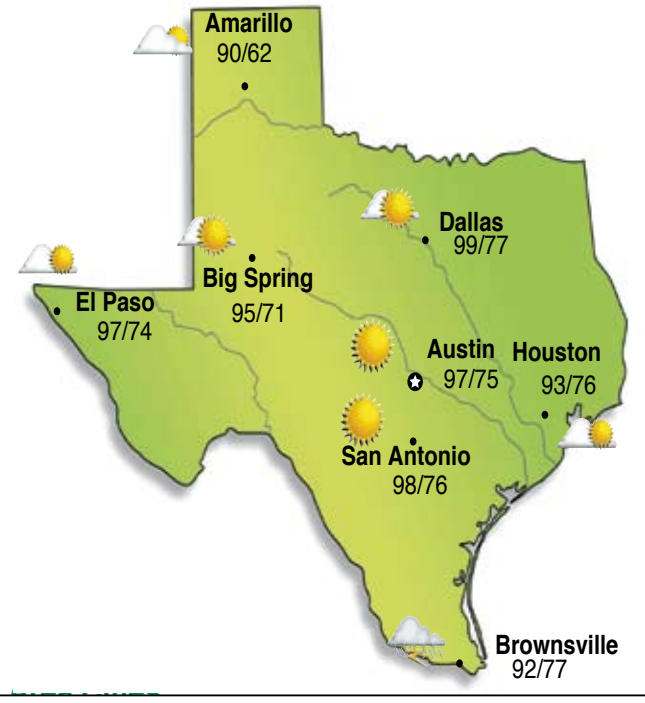 Amarillo
90/62
Dallas
99/77
Big Spring
95/71
El Paso
97/74
Austin
97/75
Houston
93/76
San Antonio
98/76
Brownsville
92/77